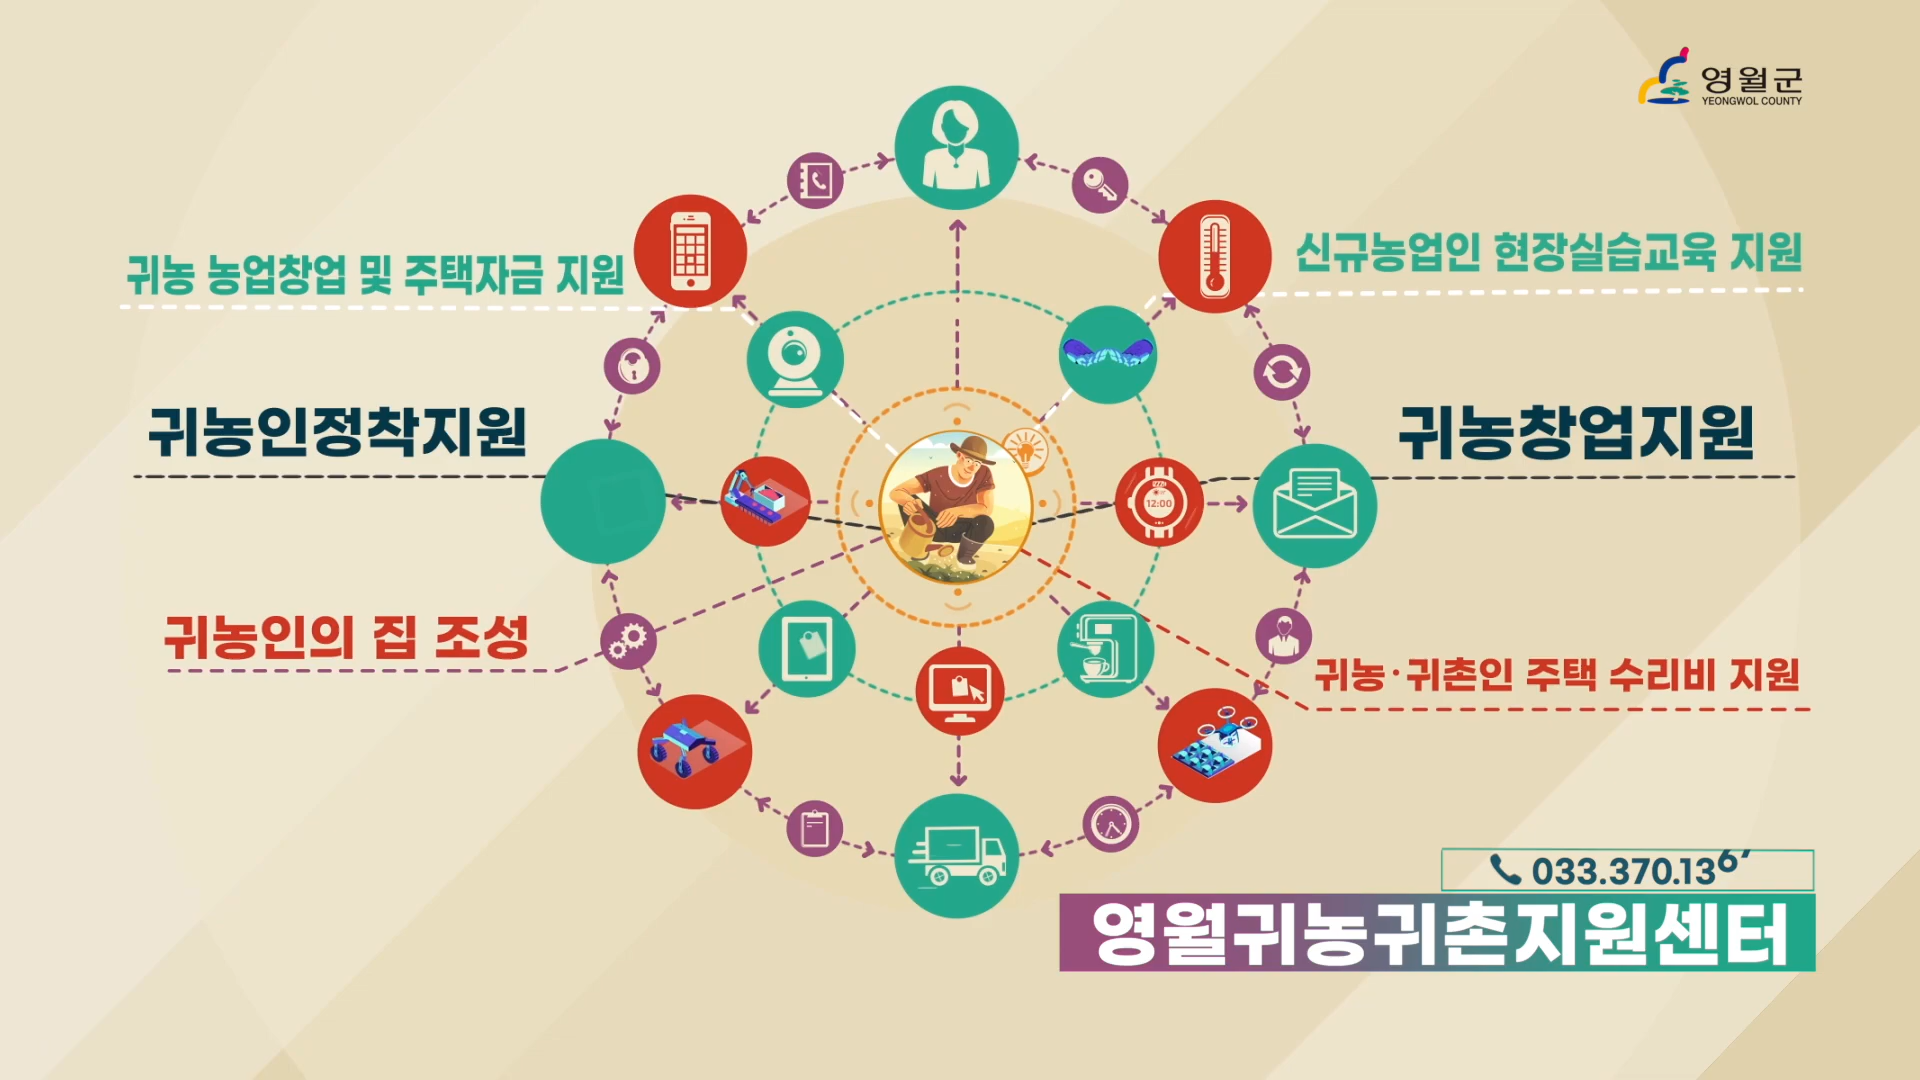 영월군
YEONGWOL COUNTY
귀농 농업창업 및 주택자금 지원
신규농업인 현장실습교육 지원
귀농인정착지원
귀농창업지원
12:00
귀농인의 집 조성
귀농·귀촌인 주택 수리비 지원
영월귀농귀촌지원센터